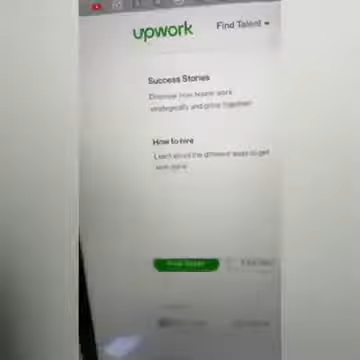 upwork
Find Talent
Success Stories
Discover how teams work
strategically and grow together
How to hire
Learn about the different ways to get
work done